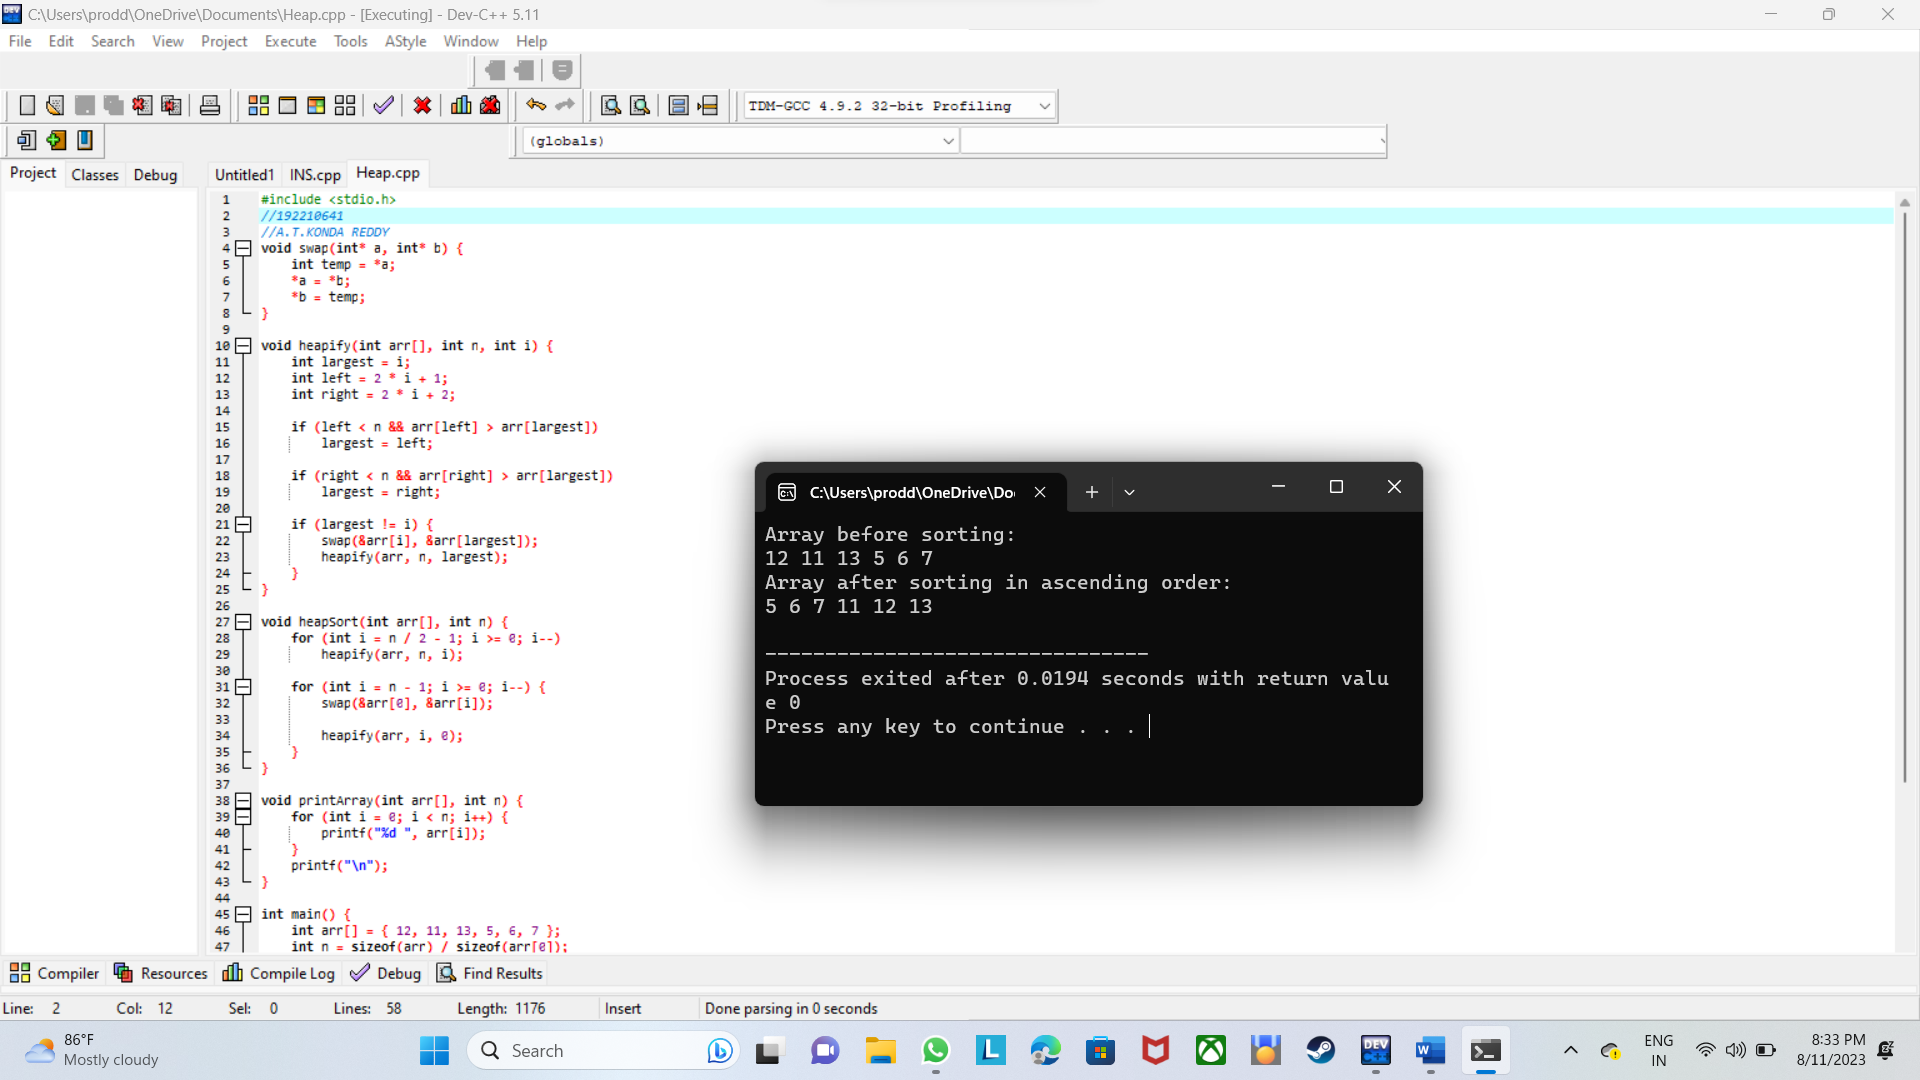 C:\Users\prodd\OneDrive\Documents\Heap.cpp - [Executing] - Dev-C++ 5.11
File Edit Search View Project Execute Tools AStyle Window Help
TDM-GCC 4.9.2 32-bit Profiling
(globals)
Project Classes Debug
Untitled1 INS.cpp Heap.cpp
1 #include <stdio.h>
2 //192210641
3 //A.T.KONDA REDDY
4 void swap(int* a, int* b) {
5 int temp = *a;
6 *a = *b;
7 *b = temp;
8 }
9
10 void heapify(int arr[], int n, int i) {
11 int largest = i;
12 int left = 2 * i + 1;
13 int right = 2 * i + 2;
14
15 if (left < n && arr[left] > arr[largest])
16 largest = left;
17
18 if (right < n && arr[right] > arr[largest])
19 largest = right;
20
21 if (largest != i) {
22 swap(&arr[i], &arr[largest]);
23 heapify(arr, n, largest);
24 }
25 }
26
27 void heapSort(int arr[], int n) {
28 for (int i = n / 2 - 1; i >= 0; i--)
29 heapify(arr, n, i);
30
31 for (int i = n - 1; i >= 0; i--) {
32 swap(&arr[0], &arr[i]);
33
34 heapify(arr, i, 0);
35 }
36 }
37
38 void printArray(int arr[], int n) {
39 for (int i = 0; i < n; i++) {
40 printf("%d ", arr[i]);
41 }
42 printf("\n");
43 }
44
45 int main() {
46 int arr[] = { 12, 11, 13, 5, 6, 7 };
47 int n = sizeof(arr) / sizeof(arr[0]);
C:\Users\prodd\OneDrive\Do
Array before sorting:
12 11 13 5 6 7
Array after sorting in ascending order:
5 6 7 11 12 13
--------------------------------
Process exited after 0.0194 seconds with return valu
e 0
Press any key to continue . . .
Compiler Resources Compile Log Debug Find Results
Line: 2 Col: 12 Sel: 0 Lines: 58 Length: 1176 Insert Done parsing in 0 seconds
86°F
Mostly cloudy
Search
DEV C++
ENG
IN
8:33 PM
8/11/2023